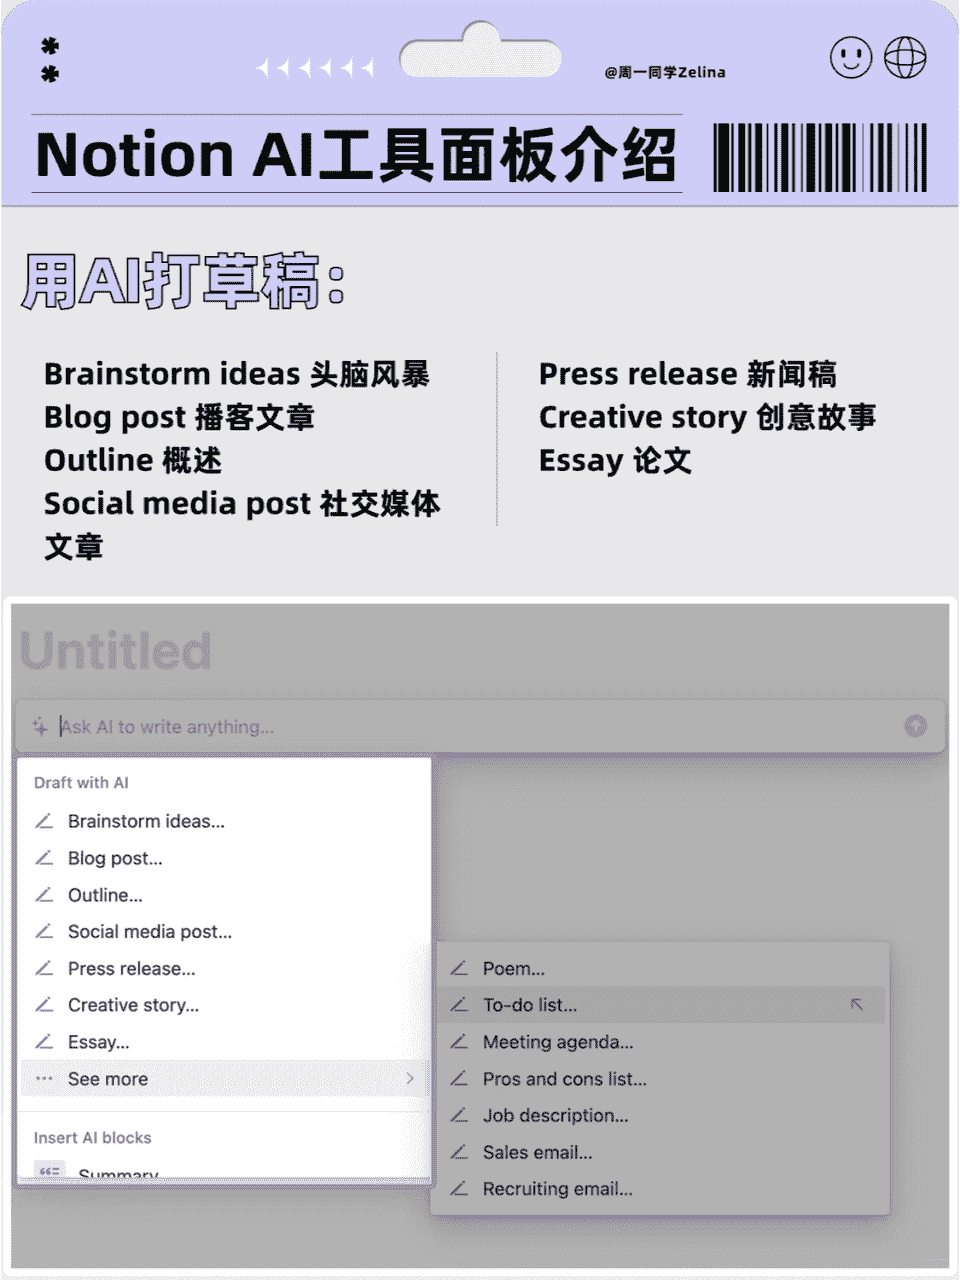 @周一同学Zelina
Notion AI工具面板介绍
用AI打草稿：
Brainstorm ideas 头脑风暴
Blog post 播客文章
Outline 概述
Social media post 社交媒体
文章
Press release 新闻稿
Creative story 创意故事
Essay 论文
Untitled
Ask AI to write anything...
Draft with AI
Brainstorm ideas...
Blog post...
Outline...
Social media post...
Press release...
Creative story...
Essay...
See more
Insert AI blocks
Summary
Poem...
To-do list...
Meeting agenda...
Pros and cons list...
Job description...
Sales email...
Recruiting email...